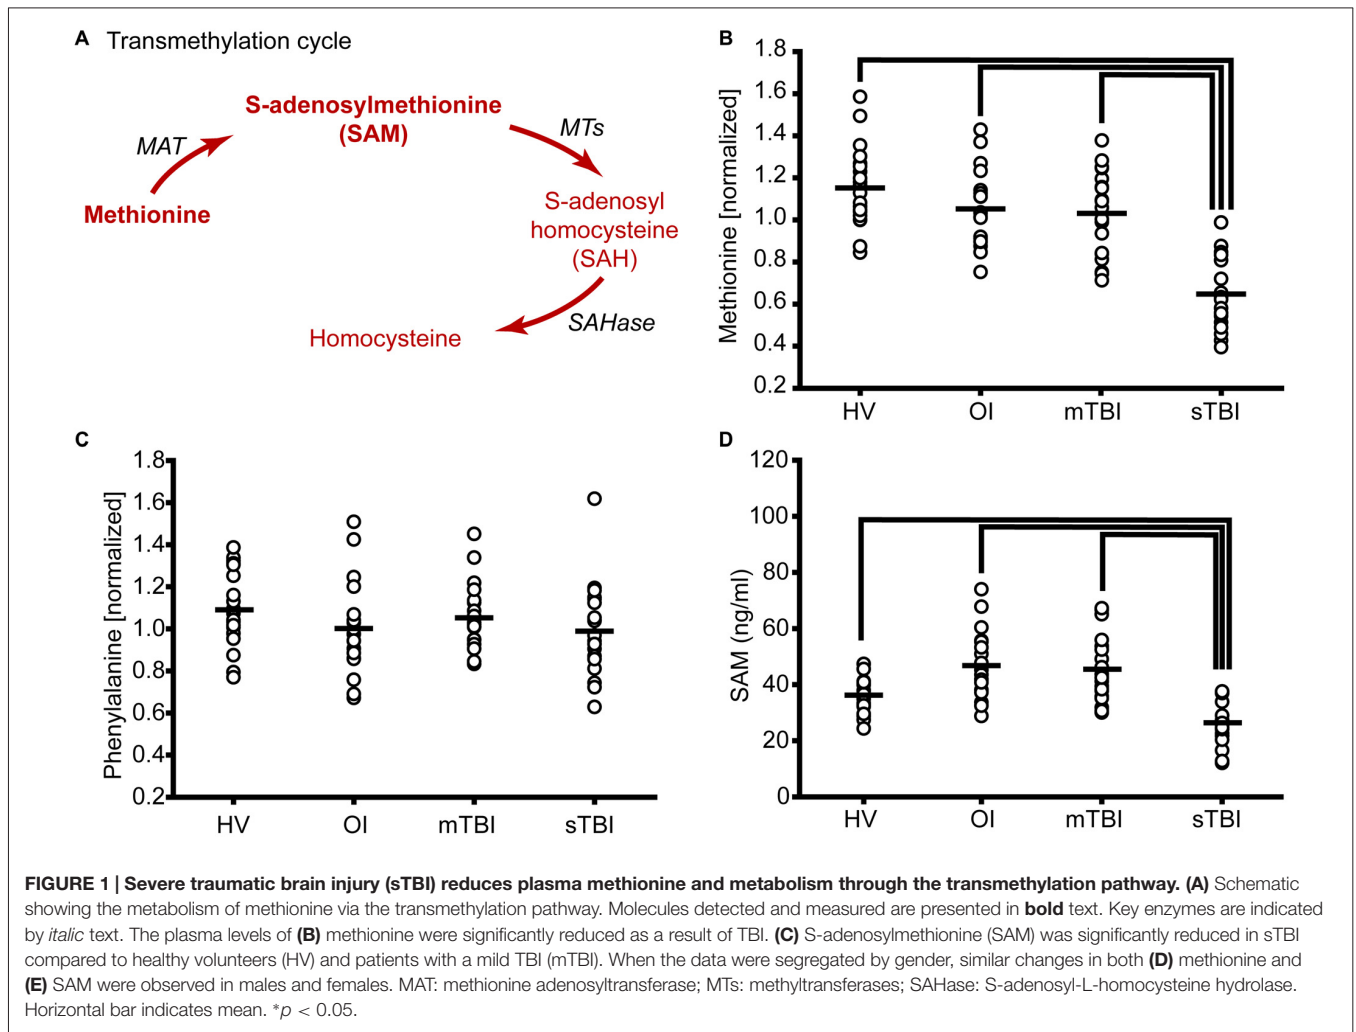 A Transmethylation cycle
S-adenosylmethionine
(SAM)
MAT
MTs
Methionine
S-adenosyl
homocysteine
(SAH)
SAHase
Homocysteine
B
Methionine [normalized]
1.8
1.6
1.4
1.2
1.0
0.8
0.6
0.4
0.2
HV OI mTBI sTBI
C
Phenylalanine [normalized]
1.8
1.6
1.4
1.2
1.0
0.8
0.6
0.4
0.2
HV OI mTBI sTBI
D
SAM (ng/ml)
120
100
80
60
40
20
0
HV OI mTBI sTBI
FIGURE 1 | Severe traumatic brain injury (sTBI) reduces plasma methionine and metabolism through the transmethylation pathway. (A) Schematic
showing the metabolism of methionine via the transmethylation pathway. Molecules detected and measured are presented in bold text. Key enzymes are indicated
by italic text. The plasma levels of (B) methionine were significantly reduced as a result of TBI. (C) S-adenosylmethionine (SAM) was significantly reduced in sTBI
compared to healthy volunteers (HV) and patients with a mild TBI (mTBI). When the data were segregated by gender, similar changes in both (D) methionine and
(E) SAM were observed in males and females. MAT: methionine adenosyltransferase; MTs: methyltransferases; SAHase: S-adenosyl-L-homocysteine hydrolase.
Horizontal bar indicates mean. *p < 0.05.